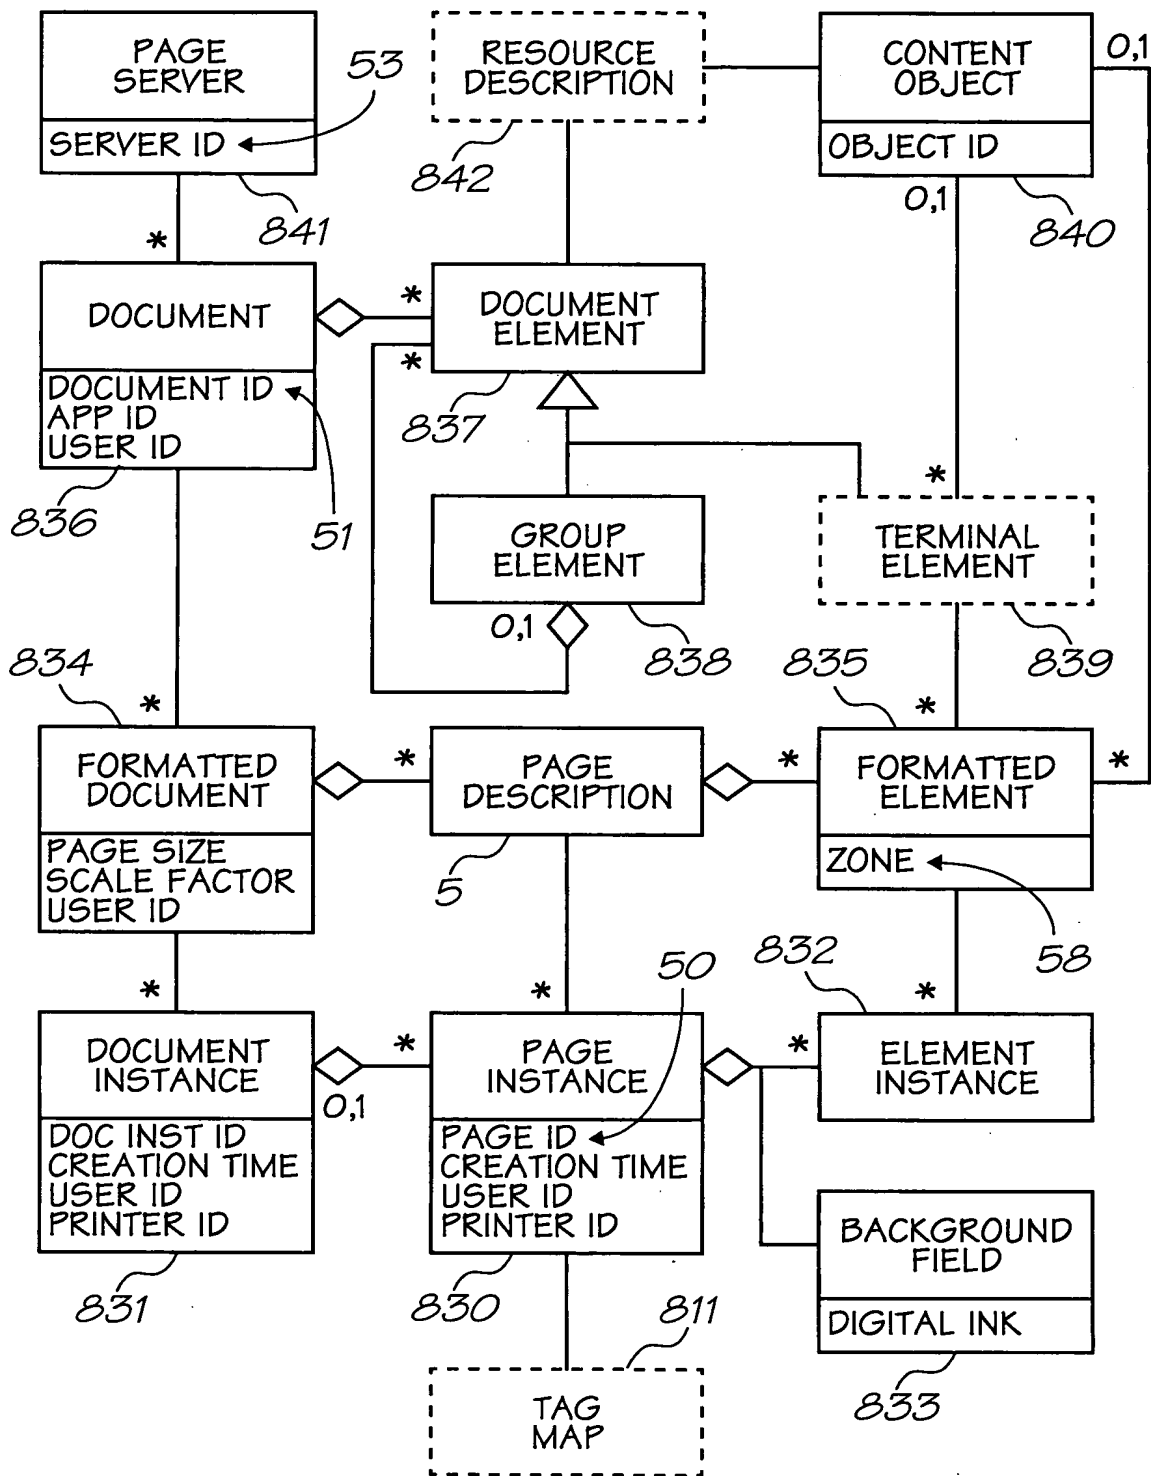 PAGE
SERVER
SERVER ID
53
841
RESOURCE
DESCRIPTION
842
CONTENT
OBJECT
OBJECT ID
0,1
0,1
840
*
DOCUMENT
DOCUMENT ID
APP ID
USER ID
836
51
*
*
DOCUMENT
ELEMENT
837
GROUP
ELEMENT
0,1
838
*
TERMINAL
ELEMENT
839
834
*
FORMATTED
DOCUMENT
PAGE SIZE
SCALE FACTOR
USER ID
*
PAGE
DESCRIPTION
5
835
*
*
*
FORMATTED
ELEMENT
ZONE
58
*
DOCUMENT
INSTANCE
0,1
DOC INST ID
CREATION TIME
USER ID
PRINTER ID
831
*
*
50
PAGE
INSTANCE
PAGE ID
CREATION TIME
USER ID
PRINTER ID
830
832
*
*
ELEMENT
INSTANCE
BACKGROUND
FIELD
DIGITAL INK
833
811
TAG
MAP